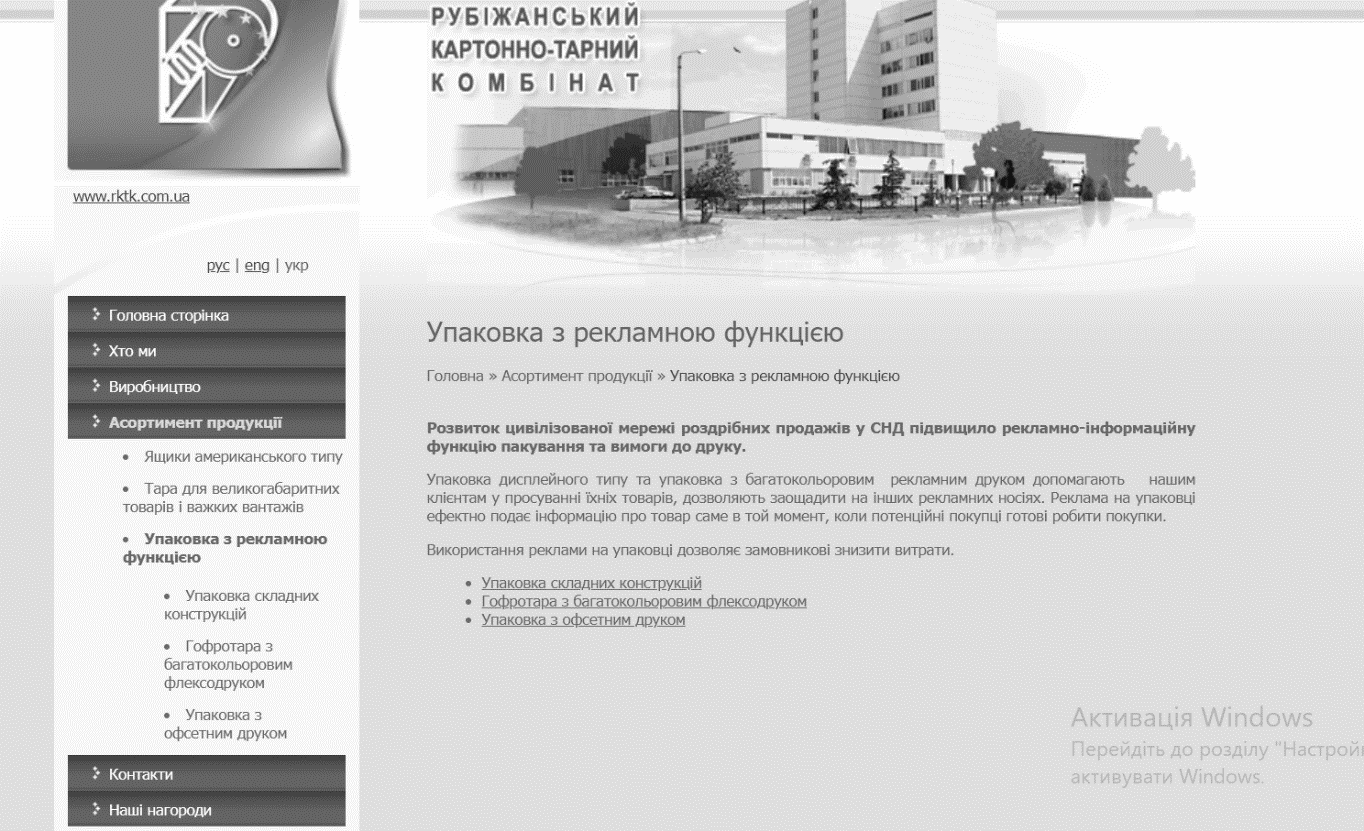 РУБІЖАНСЬКИЙ
КАРТОННО-ТАРНИЙ
КОМБІНАТ
www.rktk.com.ua
рус | eng | укр
Головна сторінка
Хто ми
Виробництво
Асортимент продукції
• Ящики американського типу
• Тара для великогабаритних
товарів і важких вантажів
• Упаковка з рекламною
функцією
• Упаковка складних
конструкцій
• Гофротара з
багатокольоровим
флексодруком
• Упаковка з
офсетним друком
Контакти
Наші нагороди
Упаковка з рекламною функцією
Головна » Асортимент продукції » Упаковка з рекламною функцією
Розвиток цивілізованої мережі роздрібних продажів у СНД підвищило рекламно-інформаційну
функцію пакування та вимоги до друку.
Упаковка дисплейного типу та упаковка з багатокольоровим рекламним друком допомагають нашим
клієнтам у просуванні їхніх товарів, дозволяють заощадити на інших рекламних носіях. Реклама на упаковці
ефектно подає інформацію про товар саме в той момент, коли потенційні покупці готові робити покупки.
Використання реклами на упаковці дозволяє замовникові знизити витрати.
• Упаковка складних конструкцій
• Гофротара з багатокольоровим флексодруком
• Упаковка з офсетним друком
Активація Windows
Перейдіть до розділу "Настрой
активувати Windows.